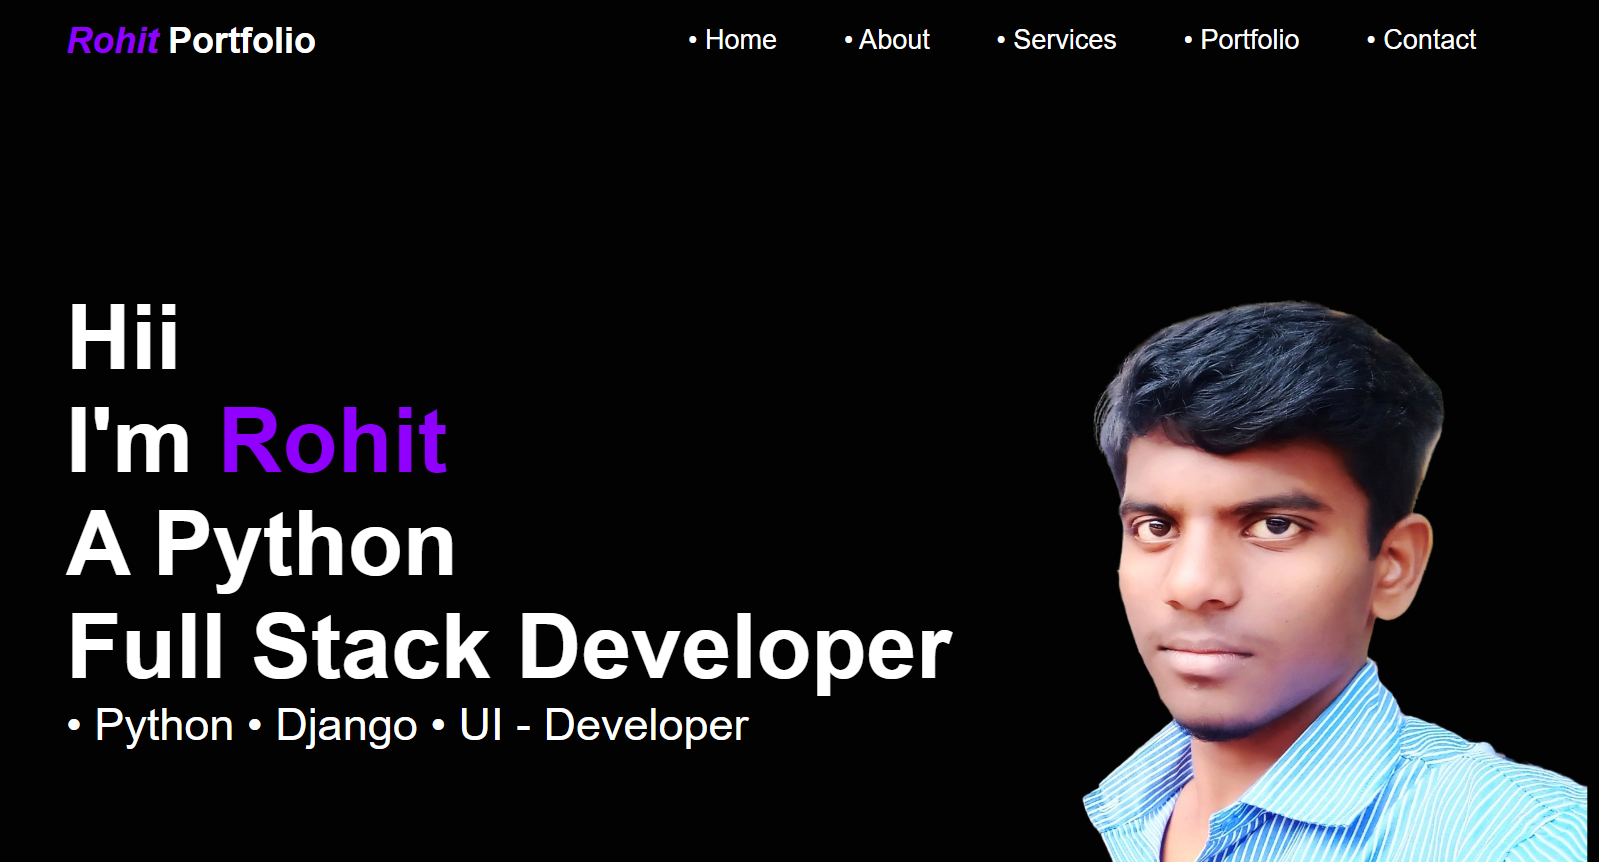 Rohit Portfolio
• Home • About • Services • Portfolio • Contact
Hii
I'm Rohit
A Python
Full Stack Developer
• Python • Django • UI - Developer